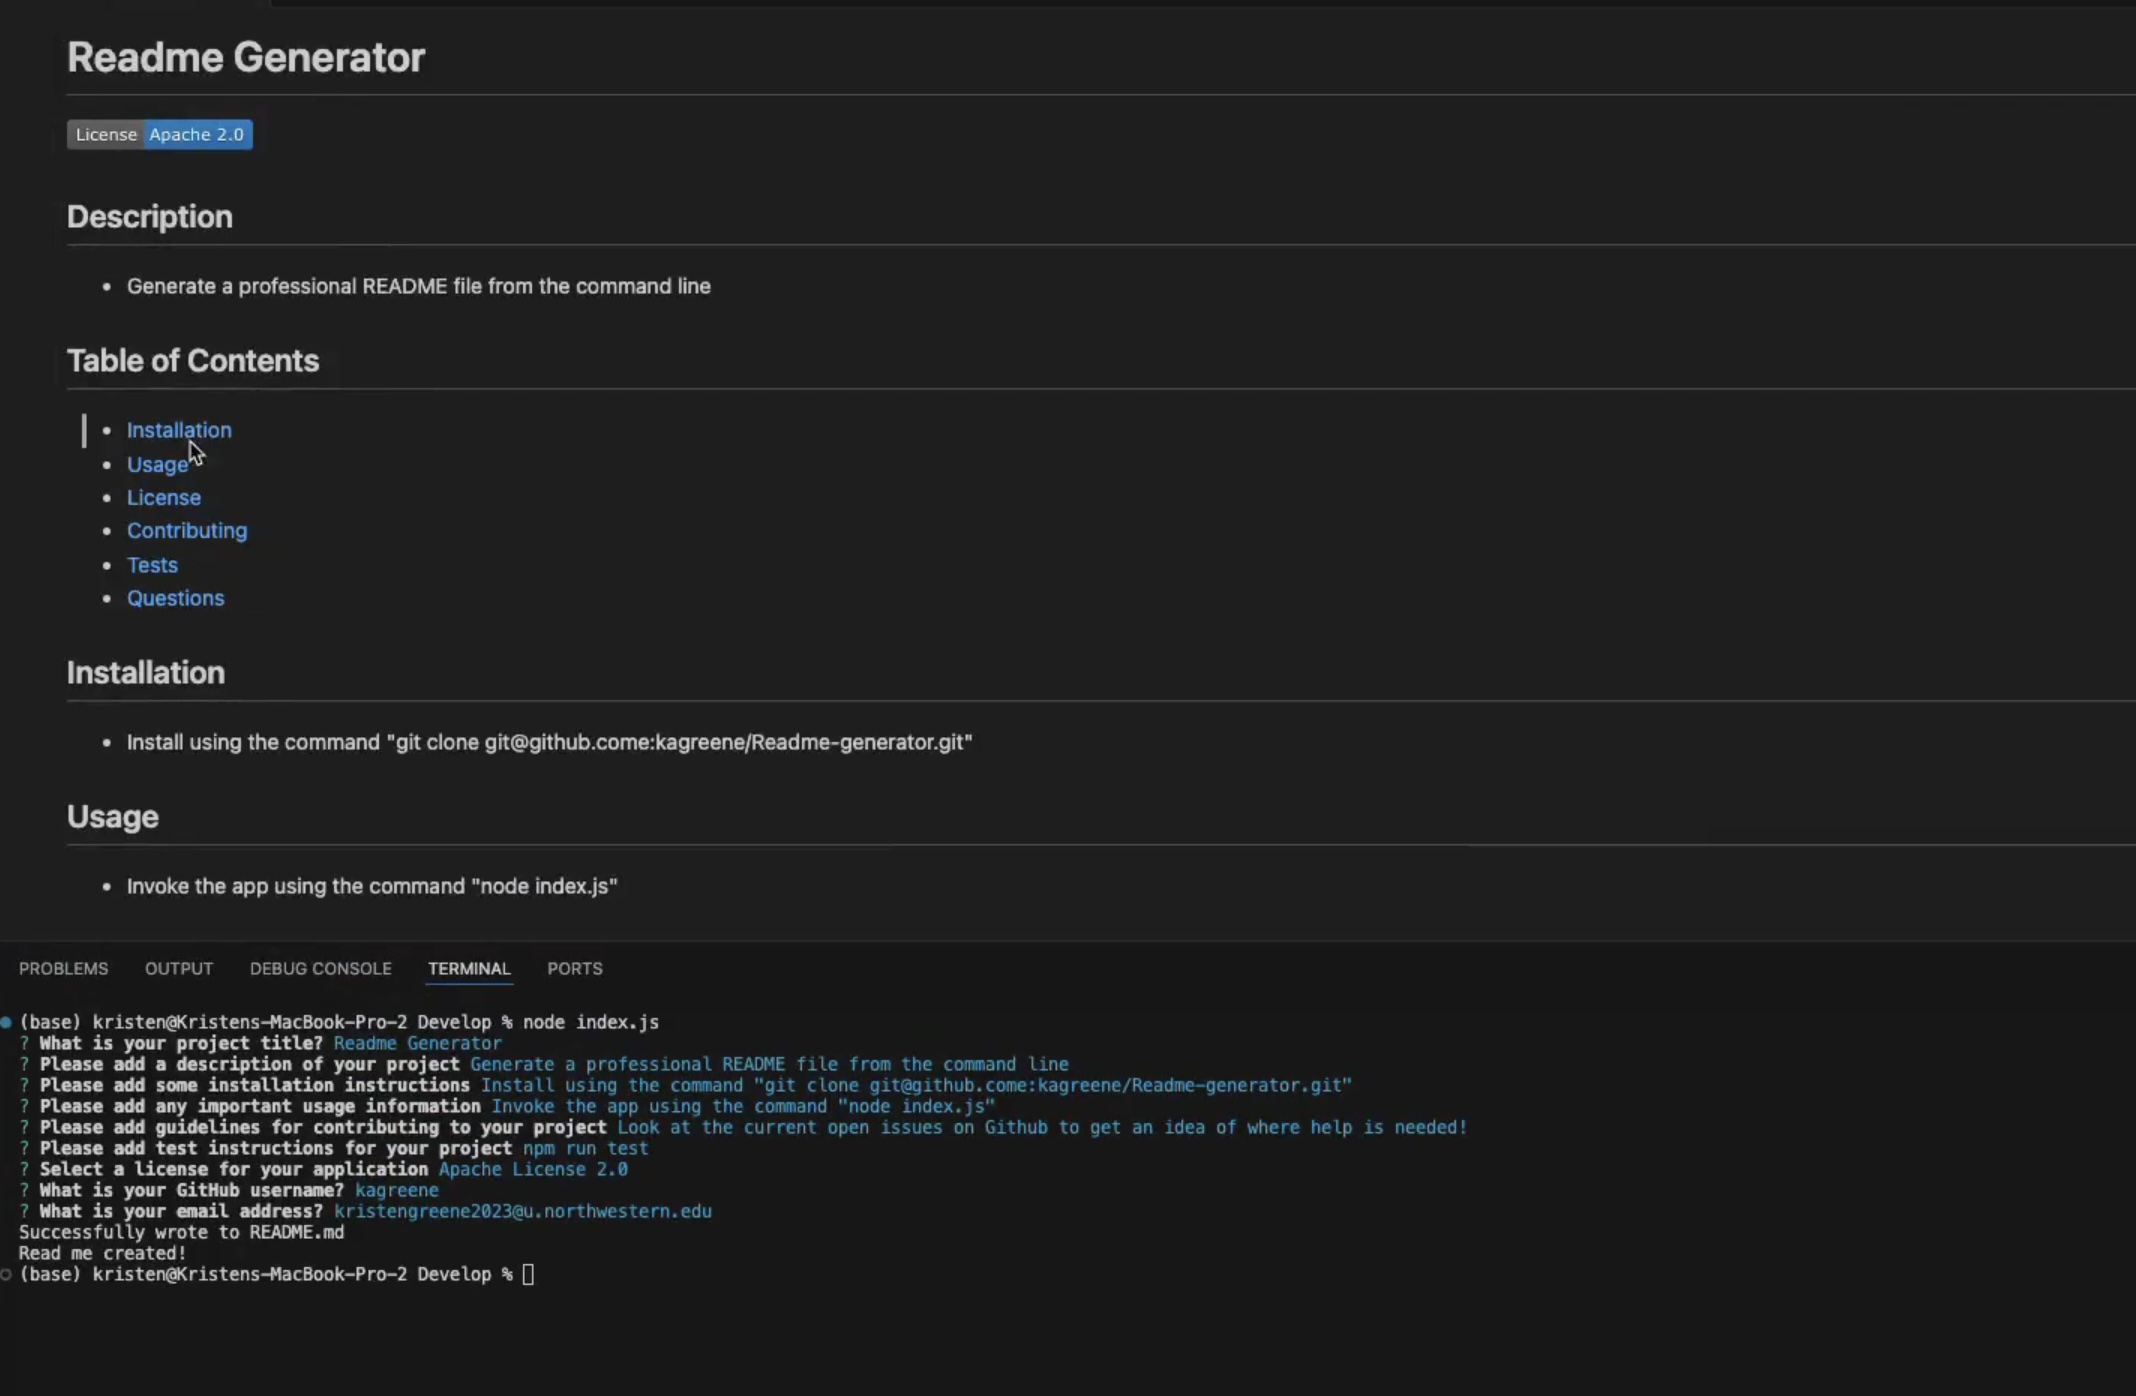 Readme Generator
License Apache 2.0
Description
• Generate a professional README file from the command line
Table of Contents
• Installation
• Usage
• License
• Contributing
• Tests
• Questions
Installation
• Install using the command "git clone git@github.come:kagreene/Readme-generator.git"
Usage
• Invoke the app using the command "node index.js"
PROBLEMS OUTPUT DEBUG CONSOLE TERMINAL PORTS
(base) kristen@Kristens-MacBook-Pro-2 Develop % node index.js
? What is your project title? Readme Generator
? Please add a description of your project Generate a professional README file from the command line
? Please add some installation instructions Install using the command "git clone git@github.come:kagreene/Readme-generator.git"
? Please add any important usage information Invoke the app using the command "node index.js"
? Please add guidelines for contributing to your project Look at the current open issues on Github to get an idea of where help is needed!
? Please add test instructions for your project npm run test
? Select a license for your application Apache License 2.0
? What is your GitHub username? kagreene
? What is your email address? kristengreene2023@u.northwestern.edu
Successfully wrote to README.md
Read me created!
(base) kristen@Kristens-MacBook-Pro-2 Develop %